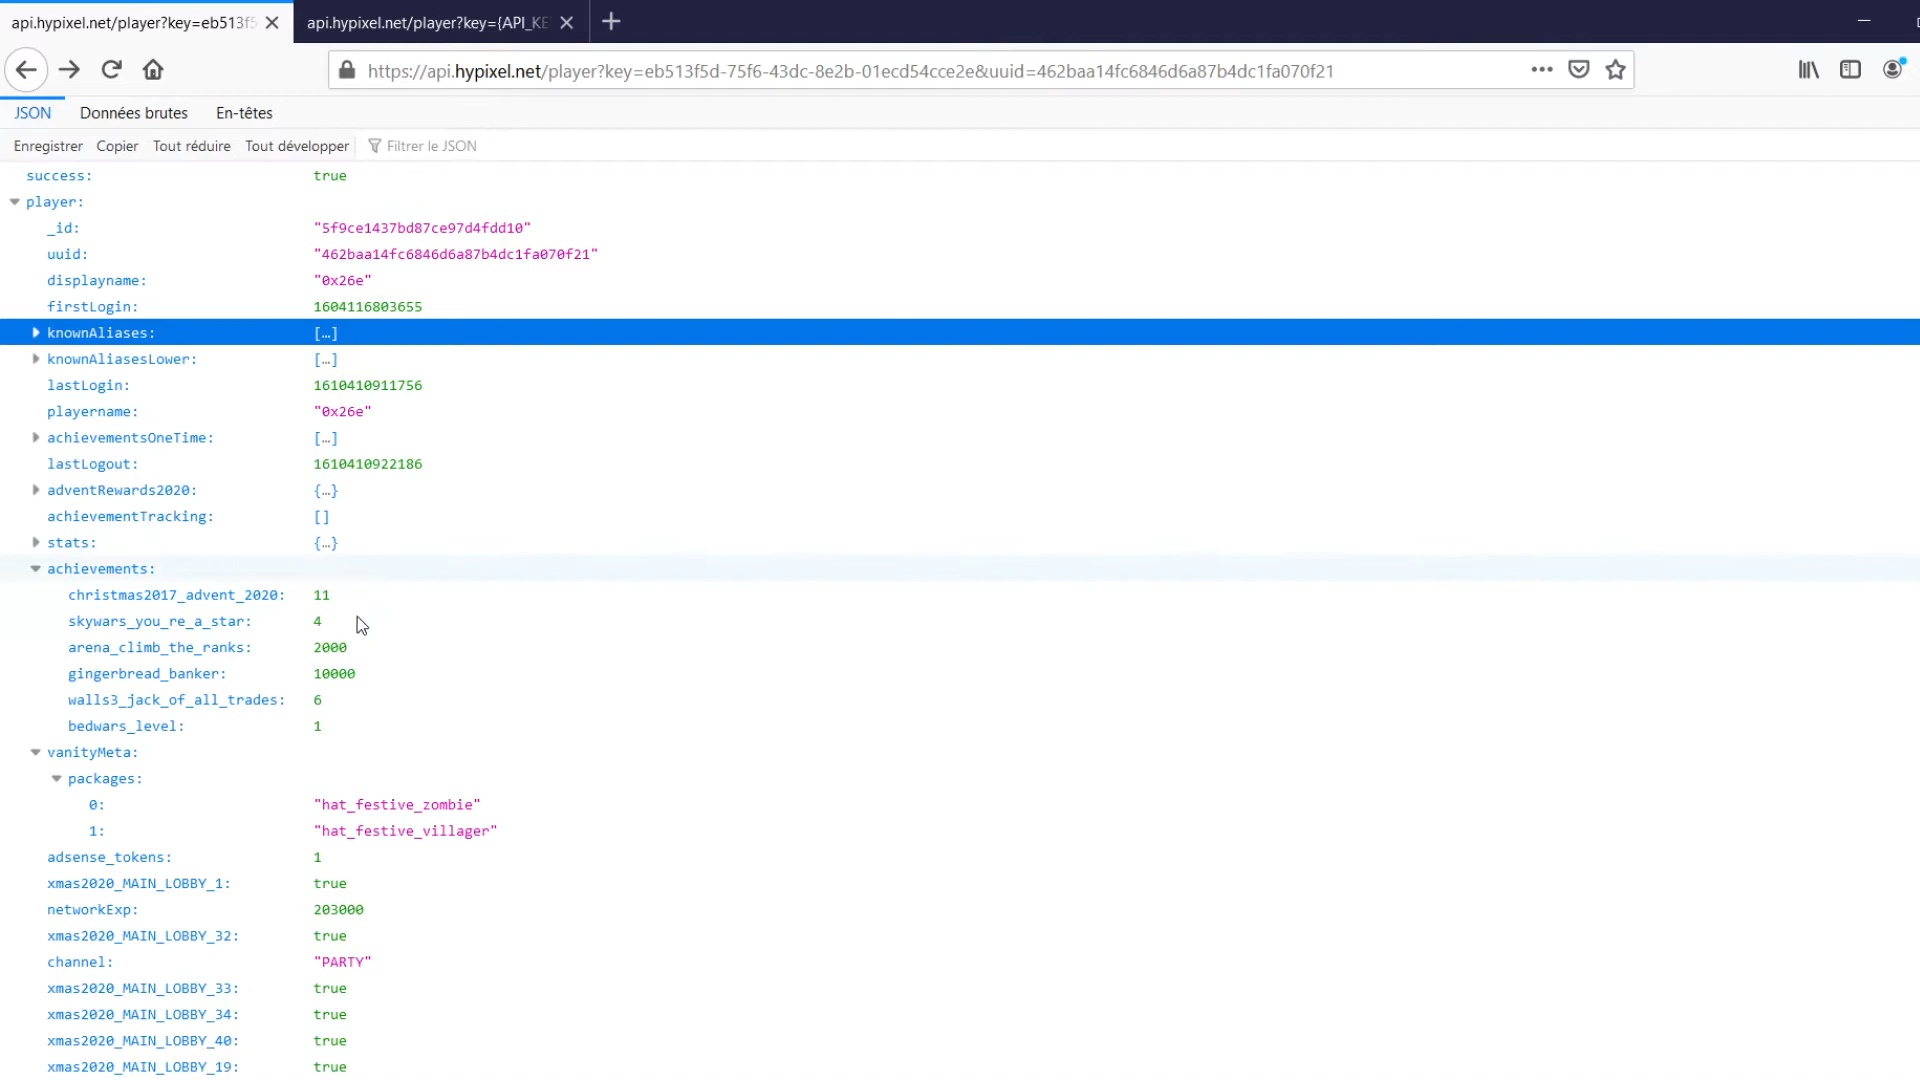 api.hypixel.net/player?key=eb513f5
api.hypixel.net/player?key={API_KE
https://api.hypixel.net/player?key=eb513f5d-75f6-43dc-8e2b-01ecd54cce2e&uuid=462baa14fc6846d6a87b4dc1fa070f21
JSON Données brutes En-têtes
Enregistrer Copier Tout réduire Tout développer Filtrer le JSON
success: true
player:
_id: "5f9ce1437bd87ce97d4fdd10"
uuid: "462baa14fc6846d6a87b4dc1fa070f21"
displayname: "0x26e"
firstLogin: 1604116803655
knownAliases: […]
knownAliasesLower: […]
lastLogin: 1610410911756
playername: "0x26e"
achievementsOneTime: […]
lastLogout: 1610410922186
adventRewards2020: {…}
achievementTracking: []
stats: {…}
achievements:
christmas2017_advent_2020: 11
skywars_you_re_a_star: 4
arena_climb_the_ranks: 2000
gingerbread_banker: 10000
walls3_jack_of_all_trades: 6
bedwars_level: 1
vanityMeta:
packages:
0: "hat_festive_zombie"
1: "hat_festive_villager"
adsense_tokens: 1
xmas2020_MAIN_LOBBY_1: true
networkExp: 203000
xmas2020_MAIN_LOBBY_32: true
channel: "PARTY"
xmas2020_MAIN_LOBBY_33: true
xmas2020_MAIN_LOBBY_34: true
xmas2020_MAIN_LOBBY_40: true
xmas2020_MAIN_LOBBY_19: true